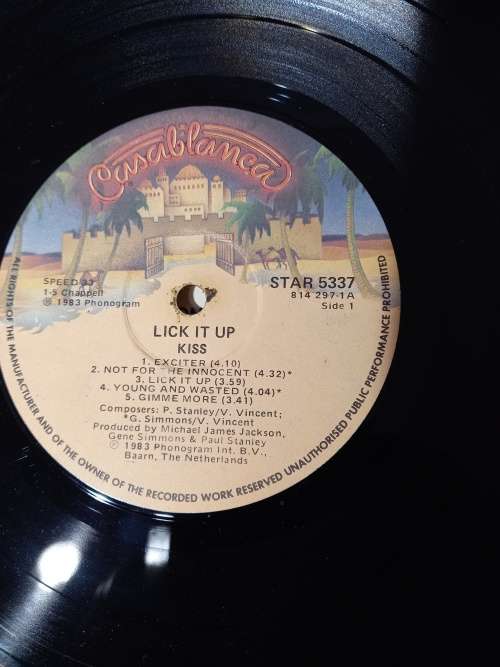 Casablanca
SPEED 33
1-5 Chappell
℗ 1983 Phonogram
STAR 5337
814 297-1A
Side 1
LICK IT UP
KISS
1. EXCITER (4.10)
2. NOT FOR THE INNOCENT (4.32)*
3. LICK IT UP (3.59)
4. YOUNG AND WASTED (4.04)*
5. GIMME MORE (3.41)
Composers: P. Stanley/V. Vincent;
*G. Simmons/V. Vincent
Produced by Michael James Jackson,
Gene Simmons & Paul Stanley
℗ 1983 Phonogram Int. B.V.,
Baarn, The Netherlands
ALL RIGHTS OF THE MANUFACTURER AND OF THE OWNER OF THE RECORDED WORK RESERVED UNAUTHORISED PUBLIC PERFORMANCE PROHIBITED